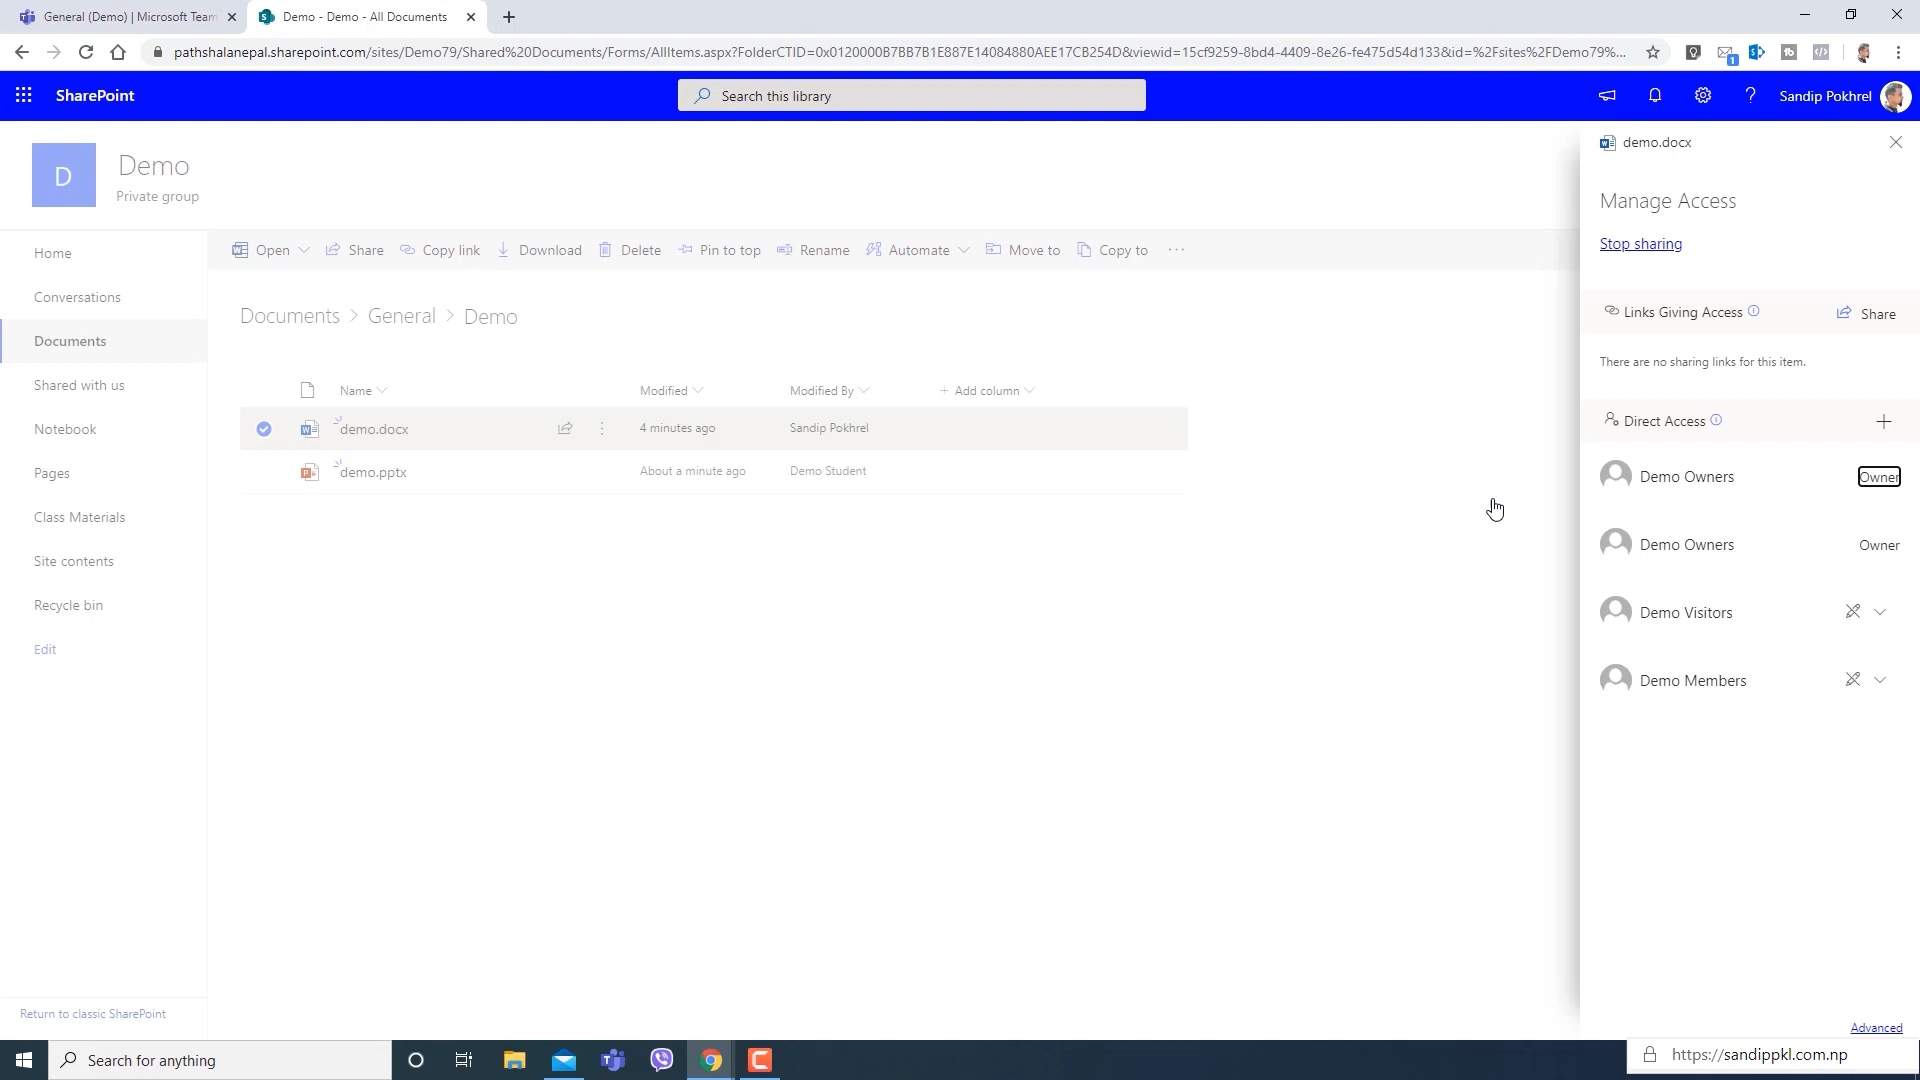 General (Demo) | Microsoft Team
Demo - Demo - All Documents
pathshalanepal.sharepoint.com/sites/Demo79/Shared%20Documents/Forms/AllItems.aspx?FolderCTID=0x0120000B7BB7B1E887E14084880AEE17CB254D&viewid=15cf9259-8bd4-4409-8e26-fe475d54d133&id=%2Fsites%2FDemo79%...
1
SharePoint
Search this library
Sandip Pokhrel
D
Demo
Private group
demo.docx
Manage Access
Stop sharing
Home
Conversations
Documents
Shared with us
Notebook
Pages
Class Materials
Site contents
Recycle bin
Edit
Return to classic SharePoint
Open
Share
Copy link
Download
Delete
Pin to top
Rename
Automate
Move to
Copy to
Documents > General > Demo
Name
Modified
Modified By
+ Add column
demo.docx
4 minutes ago
Sandip Pokhrel
demo.pptx
About a minute ago
Demo Student
Links Giving Access
Share
There are no sharing links for this item.
Direct Access
Demo Owners
Owner
Demo Owners
Owner
Demo Visitors
Demo Members
Advanced
Search for anything
https://sandippkl.com.np